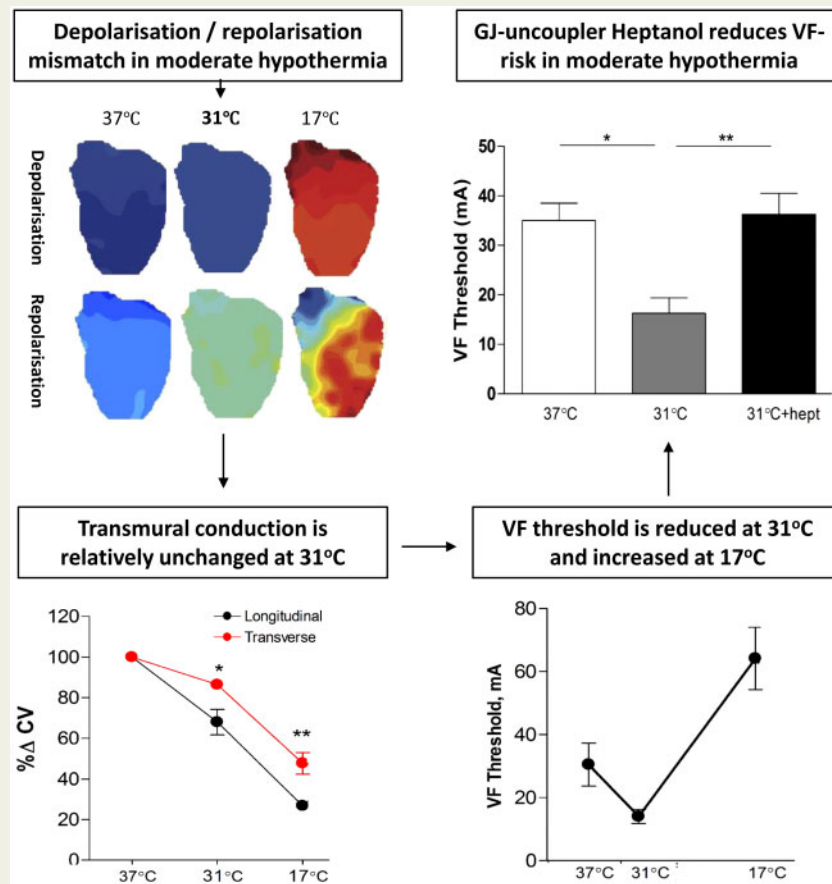 Depolarisation / repolarisation
mismatch in moderate hypothermia
37°C
31°C
17°C
Depolarisation
Repolarisation
GJ-uncoupler Heptanol reduces VF-
risk in moderate hypothermia
50
40
30
20
10
0
VF Threshold (mA)
*
**
37°C
31°C
31°C+hept
Transmural conduction is
relatively unchanged at 31°C
120
100
80
60
40
20
0
%Δ CV
Longitudinal
Transverse
*
**
37°C
31°C
17°C
VF threshold is reduced at 31°C
and increased at 17°C
80
60
40
20
0
VF Threshold, mA
37°C
31°C
17°C